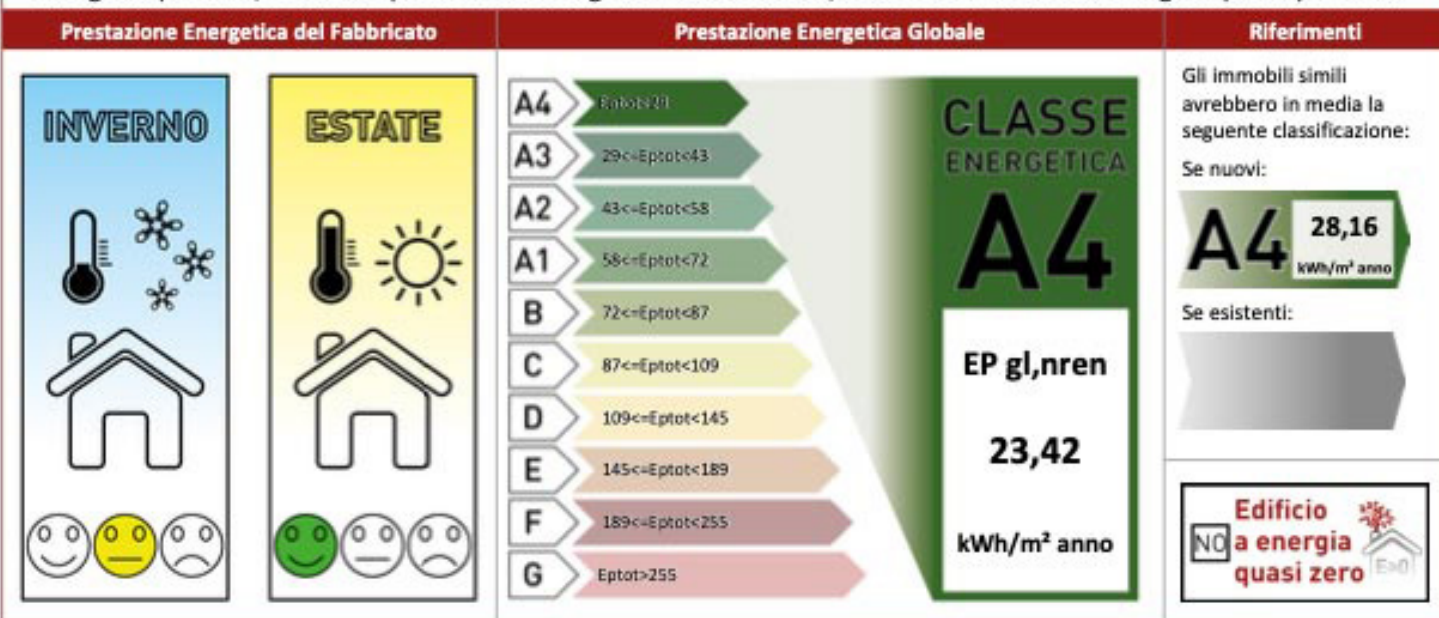 Prestazione Energetica del Fabbricato
Prestazione Energetica Globale
Riferimenti
INVERNO
ESTATE
A4
A3 29<=Eptot<43
A2 43<=Eptot<58
A1 58<=Eptot<72
B 72<=Eptot<87
C 87<=Eptot<109
D 109<=Eptot<145
E 145<=Eptot<189
F 189<=Eptot<255
G Eptot>255
CLASSE
ENERGETICA
A4
EP gl,nren
23,42
kWh/m² anno
Gli immobili simili
avrebbero in media la
seguente classificazione:
Se nuovi:
A4 28,16
kWh/m² anno
Se esistenti:
Edificio
NO a energia
quasi zero